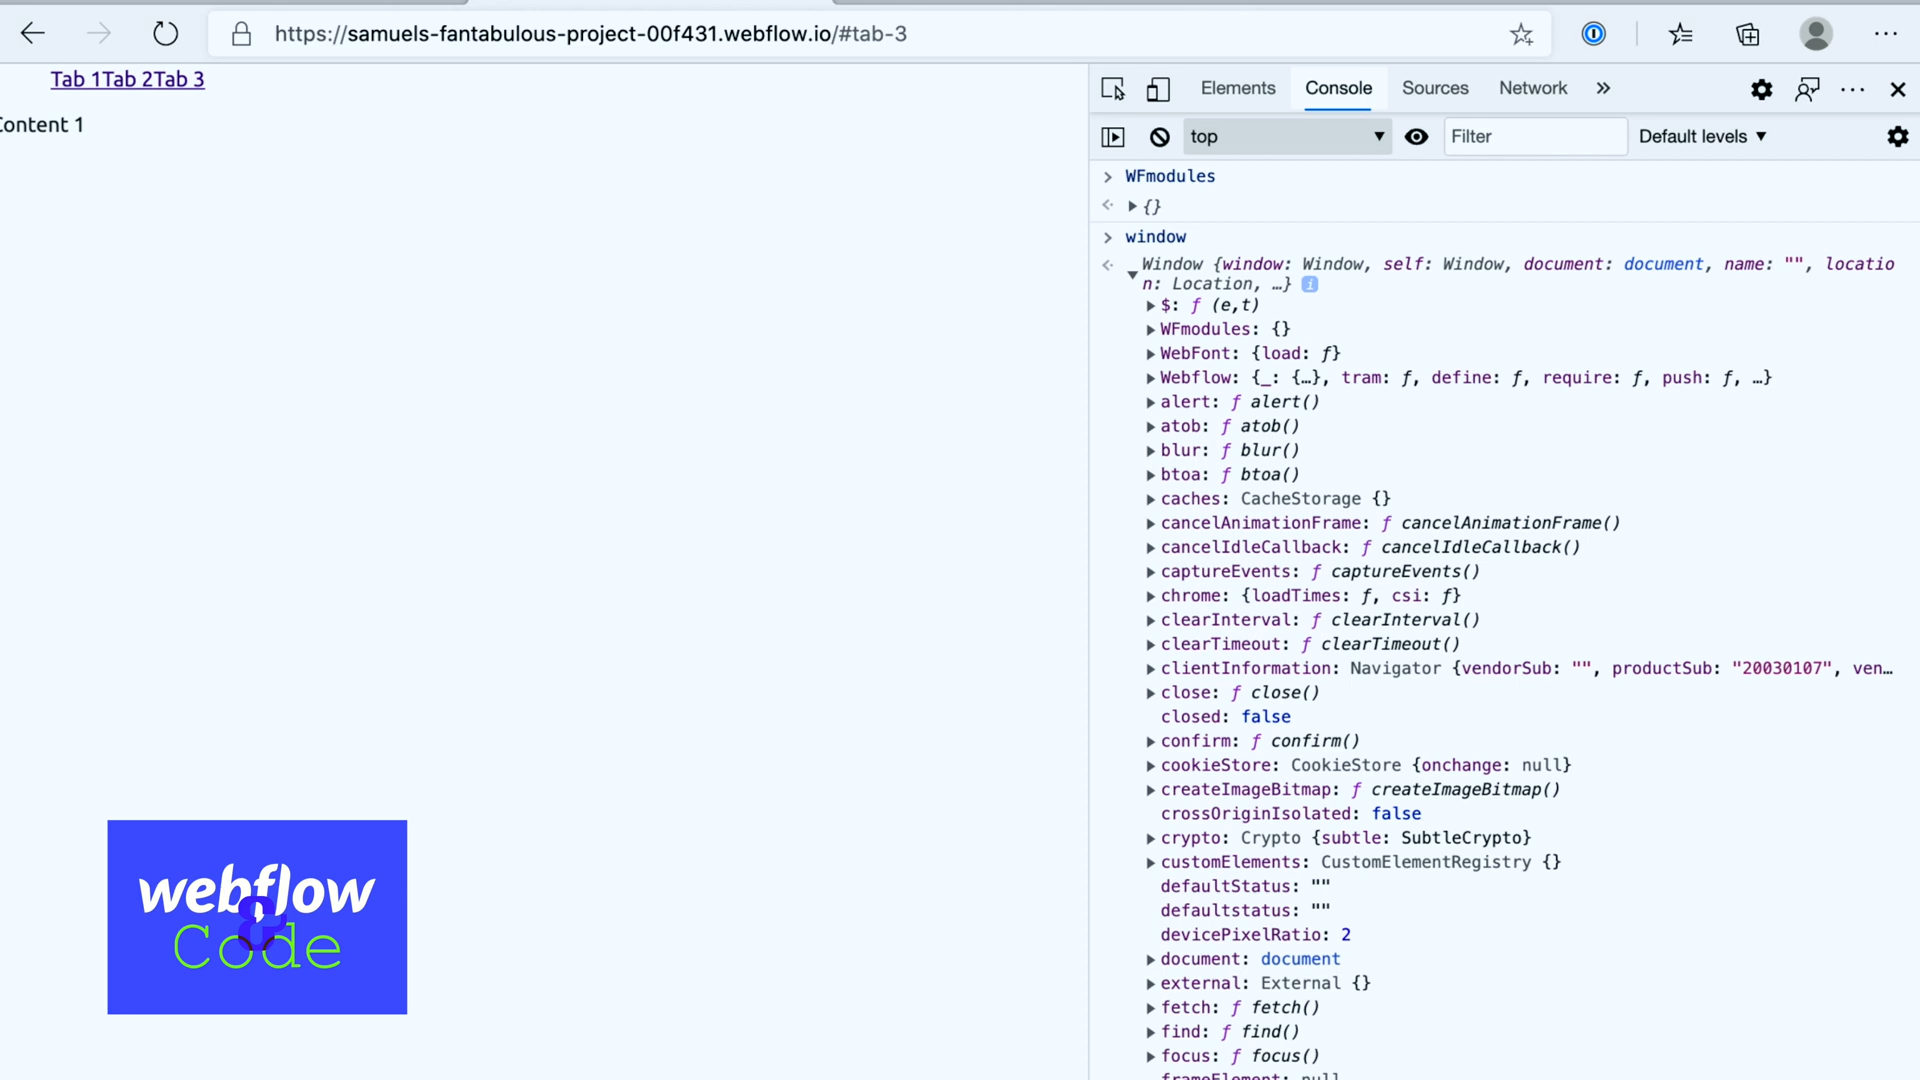 https://samuels-fantabulous-project-00f431.webflow.io/#tab-3
Tab 1Tab 2Tab 3
Content 1
Elements Console Sources Network »
top Filter Default levels
WFmodules
{}
window
Window {window: Window, self: Window, document: document, name: "", locatio
n: Location, …}
$: ƒ (e,t)
WFmodules: {}
WebFont: {load: ƒ}
Webflow: {_: {…}, tram: ƒ, define: ƒ, require: ƒ, push: ƒ, …}
alert: ƒ alert()
atob: ƒ atob()
blur: ƒ blur()
btoa: ƒ btoa()
caches: CacheStorage {}
cancelAnimationFrame: ƒ cancelAnimationFrame()
cancelIdleCallback: ƒ cancelIdleCallback()
captureEvents: ƒ captureEvents()
chrome: {loadTimes: ƒ, csi: ƒ}
clearInterval: ƒ clearInterval()
clearTimeout: ƒ clearTimeout()
clientInformation: Navigator {vendorSub: "", productSub: "20030107", ven…
close: ƒ close()
closed: false
confirm: ƒ confirm()
cookieStore: CookieStore {onchange: null}
createImageBitmap: ƒ createImageBitmap()
crossOriginIsolated: false
crypto: Crypto {subtle: SubtleCrypto}
customElements: CustomElementRegistry {}
defaultStatus: ""
defaultstatus: ""
devicePixelRatio: 2
document: document
external: External {}
fetch: ƒ fetch()
find: ƒ find()
focus: ƒ focus()
frameElement: null
webflow
&
Code